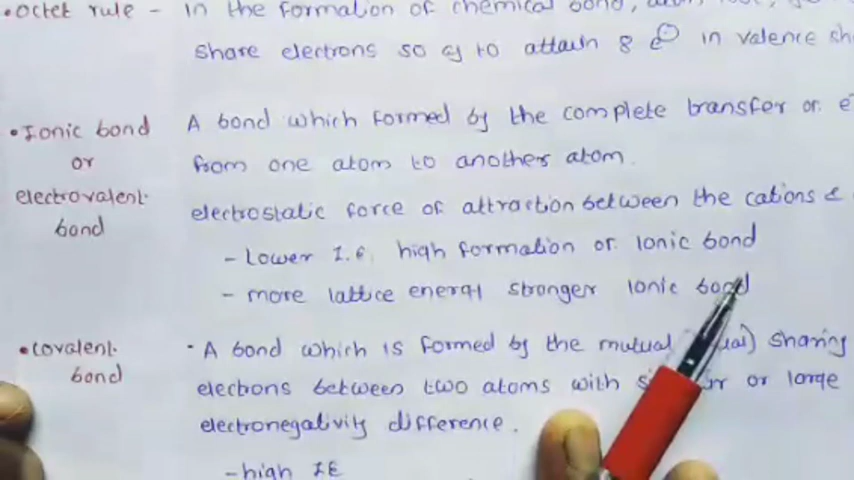 •Octet rule - In the formation of chemical bond,
share electrons so as to attain 8 e⊖ in valence
•Ionic bond
or
electrovalent
bond
A bond which formed by the complete transfer of
from one atom to another atom.
electrostatic force of attraction between the cations &
- Lower I.E. high formation of Ionic bond
- more lattice energy stronger Ionic bond
•Covalent
bond
• A bond which is formed by the mutual sharing
electrons between two atoms with or large
electronegativity difference.
-high IE